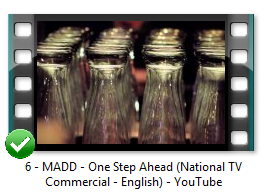 6 - MADD - One Step Ahead (National TV
Commercial - English) - YouTube